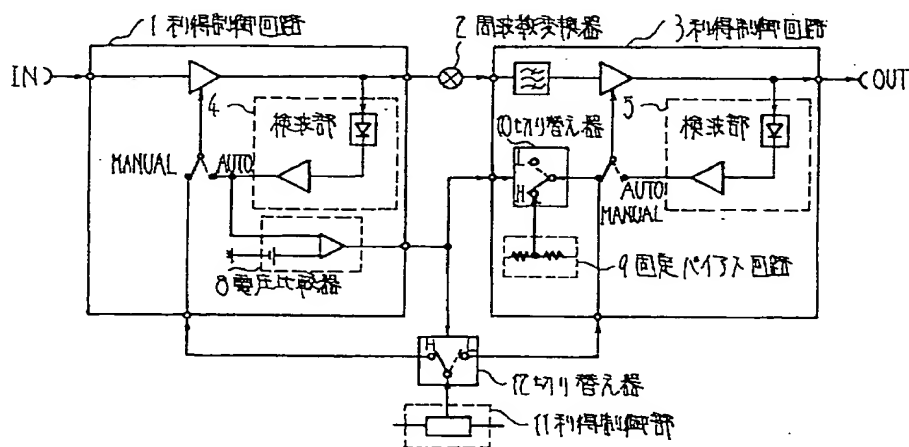 1 利得制御回路
2 周波数変換器
3 利得制御回路
IN
OUT
4
検波部
5
検波部
10 切り替え器
L
H
MANUAL
AUTO
AUTO
MANUAL
8 電圧比較器
9 固定バイアス回路
H
L
12 切り替え器
11 利得制御部